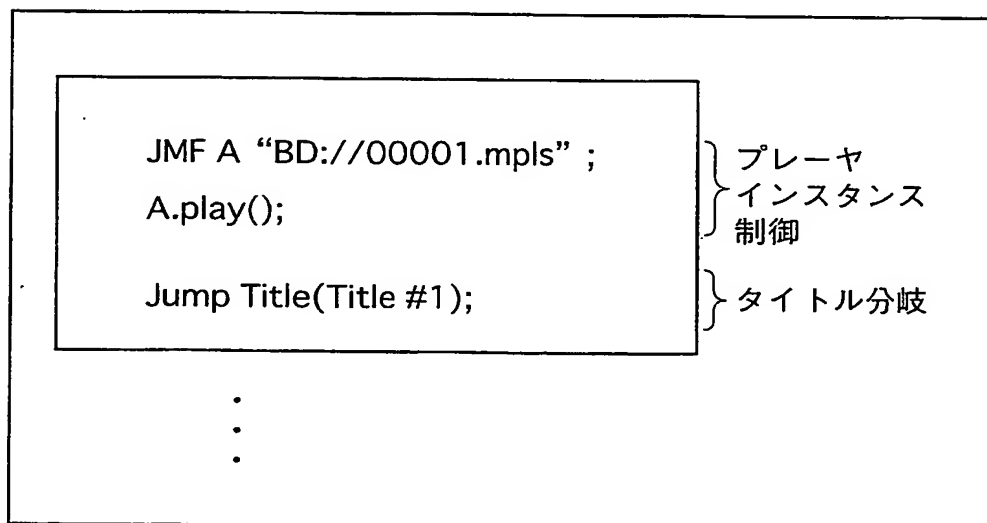 JMF A “BD://00001.mpls” ;
A.play();
プレーヤ
インスタンス
制御
Jump Title(Title #1);
タイトル分岐